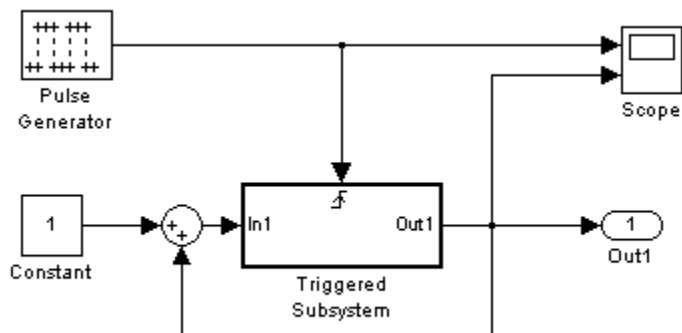 Pulse
Generator
Scope
1
Constant
+
+
In1
Out1
Triggered
Subsystem
1
Out1